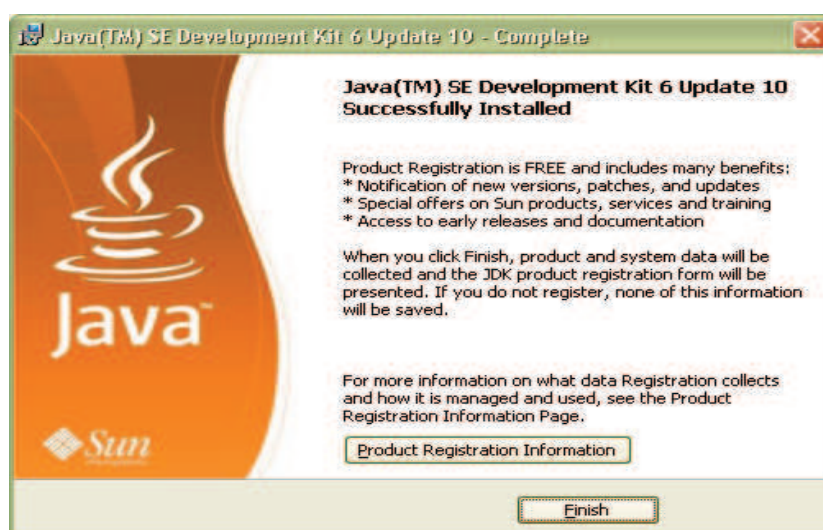 Java(TM) SE Development Kit 6 Update 10 - Complete
Java(TM) SE Development Kit 6 Update 10
Successfully Installed
Product Registration is FREE and includes many benefits:
* Notification of new versions, patches, and updates
* Special offers on Sun products, services and training
* Access to early releases and documentation
When you click Finish, product and system data will be
collected and the JDK product registration form will be
presented. If you do not register, none of this information
will be saved.
Java™
For more information on what data Registration collects
and how it is managed and used, see the Product
Registration Information Page.
Sun
Product Registration Information
Finish